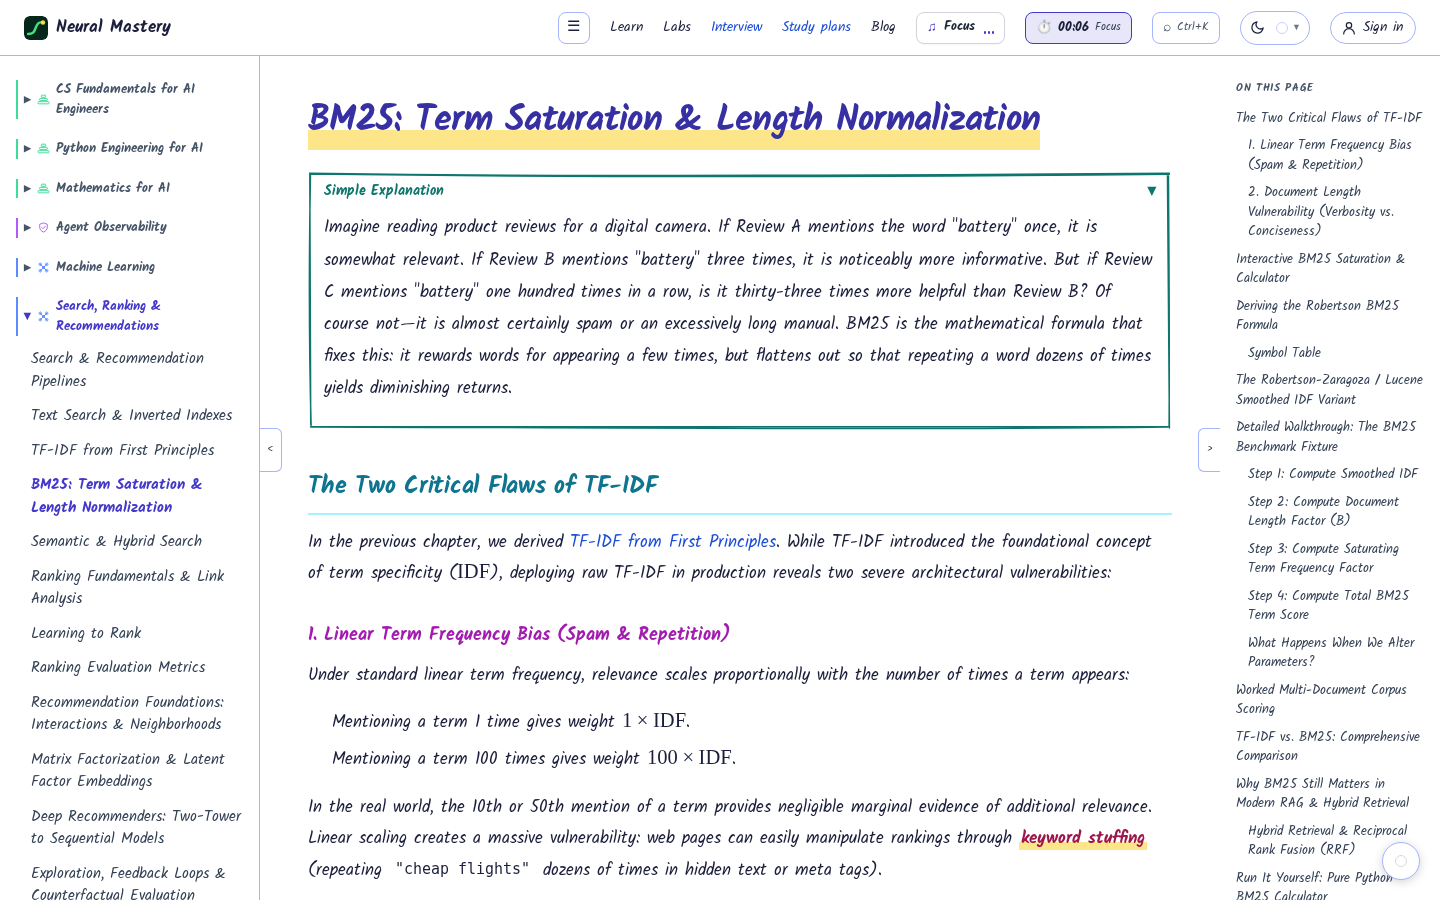 Neural Mastery
☰
Learn
Labs
Interview
Study plans
Blog
♫ Focus ...
⏱ 00:06 Focus
⌕ Ctrl+K
▾
Sign in
▶ CS Fundamentals for AI
Engineers
▶ Python Engineering for AI
▶ Mathematics for AI
▶ Agent Observability
▶ Machine Learning
▼ Search, Ranking &
Recommendations
Search & Recommendation
Pipelines
Text Search & Inverted Indexes
TF-IDF from First Principles
BM25: Term Saturation &
Length Normalization
Semantic & Hybrid Search
Ranking Fundamentals & Link
Analysis
Learning to Rank
Ranking Evaluation Metrics
Recommendation Foundations:
Interactions & Neighborhoods
Matrix Factorization & Latent
Factor Embeddings
Deep Recommenders: Two-Tower
to Sequential Models
Exploration, Feedback Loops &
Counterfactual Evaluation
<
BM25: Term Saturation & Length Normalization
Simple Explanation ▼
Imagine reading product reviews for a digital camera. If Review A mentions the word "battery" once, it is
somewhat relevant. If Review B mentions "battery" three times, it is noticeably more informative. But if Review
C mentions "battery" one hundred times in a row, is it thirty-three times more helpful than Review B? Of
course not—it is almost certainly spam or an excessively long manual. BM25 is the mathematical formula that
fixes this: it rewards words for appearing a few times, but flattens out so that repeating a word dozens of times
yields diminishing returns.
The Two Critical Flaws of TF-IDF
In the previous chapter, we derived TF-IDF from First Principles. While TF-IDF introduced the foundational concept
of term specificity (IDF), deploying raw TF-IDF in production reveals two severe architectural vulnerabilities:
1. Linear Term Frequency Bias (Spam & Repetition)
Under standard linear term frequency, relevance scales proportionally with the number of times a term appears:
Mentioning a term 1 time gives weight 1 × IDF.
Mentioning a term 100 times gives weight 100 × IDF.
In the real world, the 10th or 50th mention of a term provides negligible marginal evidence of additional relevance.
Linear scaling creates a massive vulnerability: web pages can easily manipulate rankings through keyword stuffing
(repeating "cheap flights" dozens of times in hidden text or meta tags).
>
ON THIS PAGE
The Two Critical Flaws of TF-IDF
1. Linear Term Frequency Bias
(Spam & Repetition)
2. Document Length
Vulnerability (Verbosity vs.
Conciseness)
Interactive BM25 Saturation &
Calculator
Deriving the Robertson BM25
Formula
Symbol Table
The Robertson-Zaragoza / Lucene
Smoothed IDF Variant
Detailed Walkthrough: The BM25
Benchmark Fixture
Step 1: Compute Smoothed IDF
Step 2: Compute Document
Length Factor (B)
Step 3: Compute Saturating
Term Frequency Factor
Step 4: Compute Total BM25
Term Score
What Happens When We Alter
Parameters?
Worked Multi-Document Corpus
Scoring
TF-IDF vs. BM25: Comprehensive
Comparison
Why BM25 Still Matters in
Modern RAG & Hybrid Retrieval
Hybrid Retrieval & Reciprocal
Rank Fusion (RRF)
Run It Yourself: Pure Python
BM25 Calculator